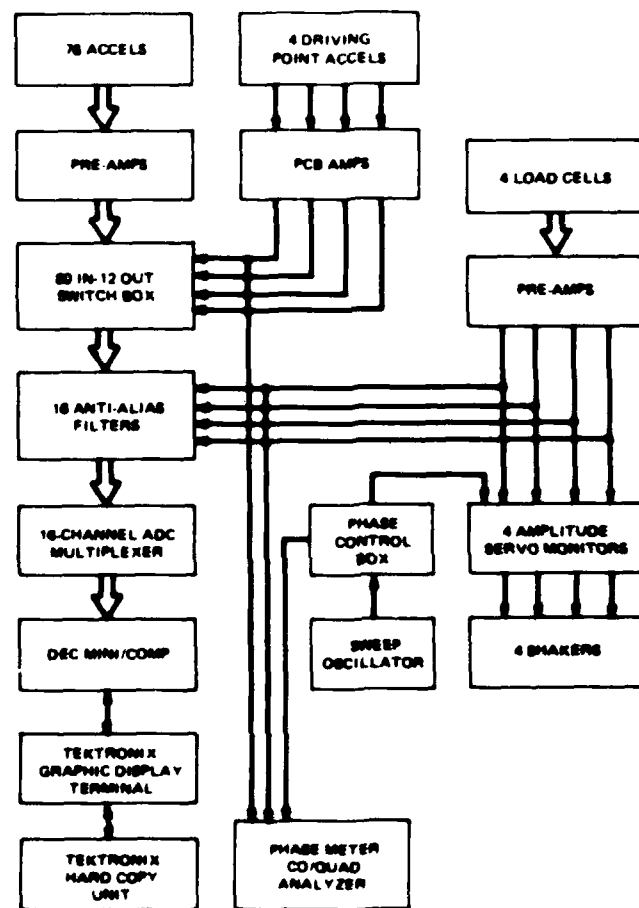 76 ACCELS
4 DRIVING
POINT ACCELS
PRE-AMPS
PCB AMPS
4 LOAD CELLS
80 IN-12 OUT
SWITCH BOX
PRE-AMPS
16 ANTI-ALIAS
FILTERS
16-CHANNEL ADC
MULTIPLEXER
PHASE
CONTROL
BOX
4 AMPLITUDE
SERVO MONITORS
DEC MINI/COMP
SWEEP
OSCILLATOR
4 SHAKERS
TEKTRONIX
GRAPHIC DISPLAY
TERMINAL
TEKTRONIX
HARD COPY
UNIT
PHASE METER
CO/QUAD
ANALYZER